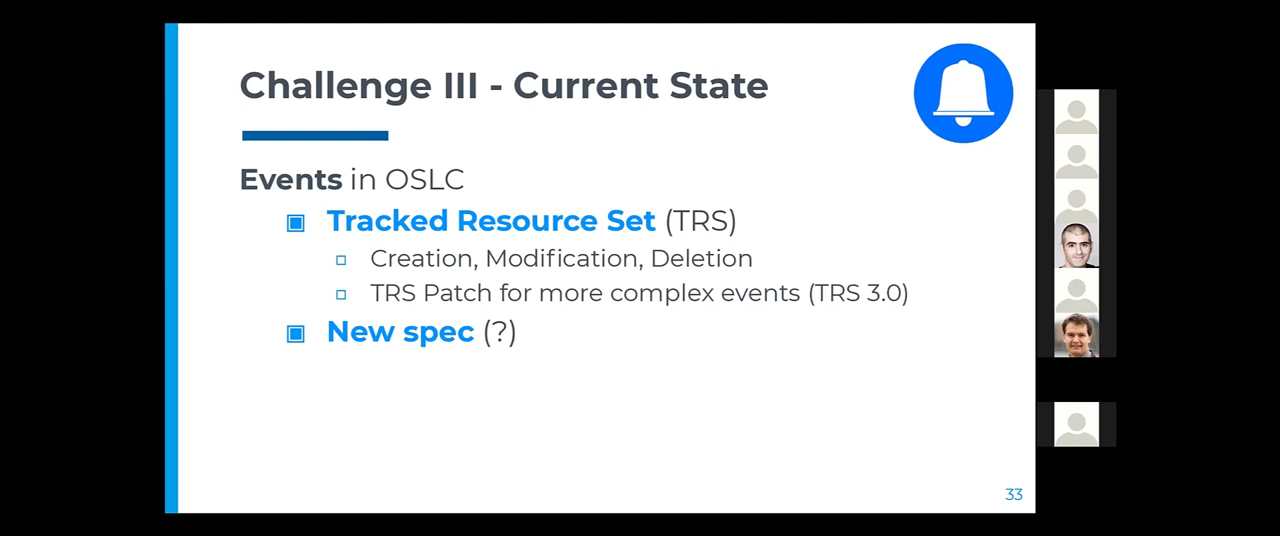 Challenge III - Current State
Events in OSLC
Tracked Resource Set (TRS)
Creation, Modification, Deletion
TRS Patch for more complex events (TRS 3.0)
New spec (?)
33